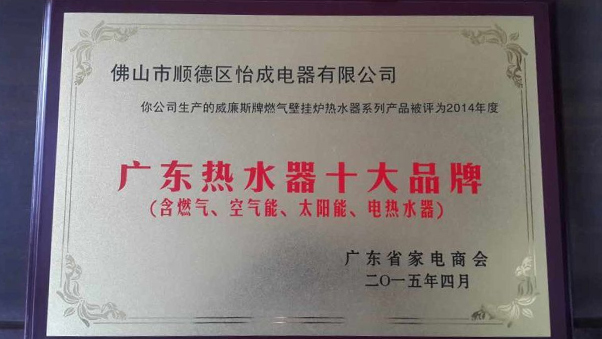 佛山市顺德区怡成电器有限公司
你公司生产的威廉斯牌燃气壁挂炉热水器系列产品被评为2014年度
广东热水器十大品牌
(含燃气、空气能、太阳能、电热水器)
广东省家电商会
二〇一五年四月